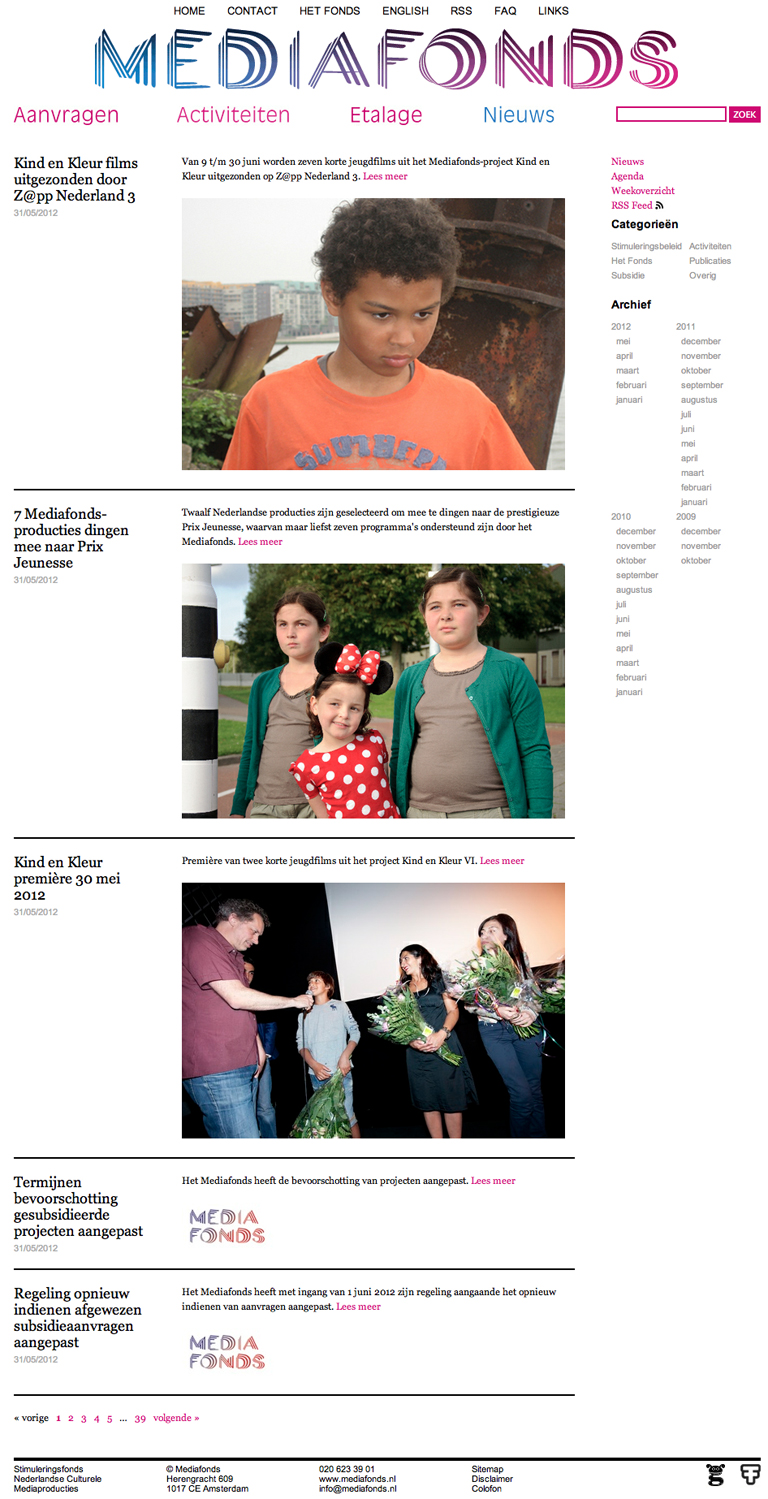 HOME CONTACT HET FONDS ENGLISH RSS FAQ LINKS
MEDIAFONDS
Aanvragen Activiteiten Etalage Nieuws ZOEK
Kind en Kleur films
uitgezonden door
Z@pp Nederland 3
31/05/2012
Van 9 t/m 30 juni worden zeven korte jeugdfilms uit het Mediafonds-project Kind en
Kleur uitgezonden op Z@pp Nederland 3. Lees meer
7 Mediafonds-
producties dingen
mee naar Prix
Jeunesse
31/05/2012
Twaalf Nederlandse producties zijn geselecteerd om mee te dingen naar de prestigieuze
Prix Jeunesse, waarvan maar liefst zeven programma's ondersteund zijn door het
Mediafonds. Lees meer
Kind en Kleur
première 30 mei
2012
31/05/2012
Première van twee korte jeugdfilms uit het project Kind en Kleur VI. Lees meer
Termijnen
bevoorschotting
gesubsidieerde
projecten aangepast
31/05/2012
Het Mediafonds heeft de bevoorschotting van projecten aangepast. Lees meer
MEDIA
FONDS
Regeling opnieuw
indienen afgewezen
subsidieaanvragen
aangepast
31/05/2012
Het Mediafonds heeft met ingang van 1 juni 2012 zijn regeling aangaande het opnieuw
indienen van aanvragen aangepast. Lees meer
MEDIA
FONDS
« vorige 1 2 3 4 5 ... 39 volgende »
Nieuws
Agenda
Weekoverzicht
RSS Feed
Categorieën
Stimuleringsbeleid Activiteiten
Het Fonds Publicaties
Subsidie Overig
Archief
2012 2011
mei december
april november
maart oktober
februari september
januari augustus
juli
juni
mei
april
maart
februari
januari
2010 2009
december december
november november
oktober oktober
september
augustus
juli
juni
mei
april
maart
februari
januari
Stimuleringsfonds © Mediafonds 020 623 39 01 Sitemap
Nederlandse Culturele Herengracht 609 www.mediafonds.nl Disclaimer
Mediaproducties 1017 CE Amsterdam info@mediafonds.nl Colofon